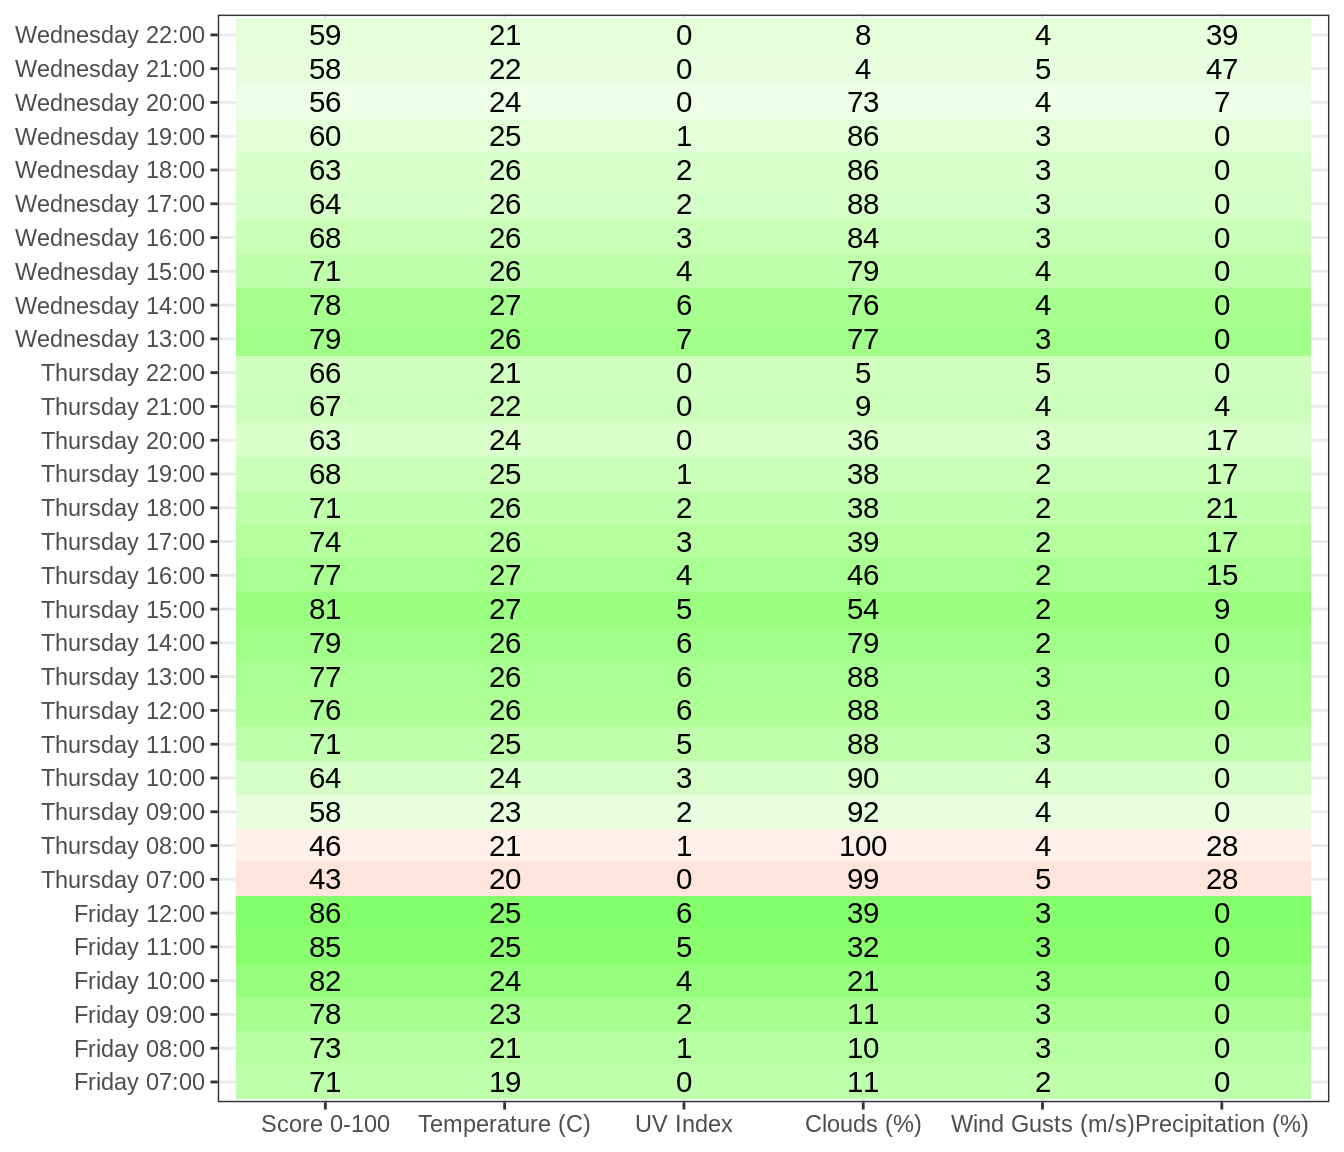 Wednesday 22:00 59 21 0 8 4 39
Wednesday 21:00 58 22 0 4 5 47
Wednesday 20:00 56 24 0 73 4 7
Wednesday 19:00 60 25 1 86 3 0
Wednesday 18:00 63 26 2 86 3 0
Wednesday 17:00 64 26 2 88 3 0
Wednesday 16:00 68 26 3 84 3 0
Wednesday 15:00 71 26 4 79 4 0
Wednesday 14:00 78 27 6 76 4 0
Wednesday 13:00 79 26 7 77 3 0
Thursday 22:00 66 21 0 5 5 0
Thursday 21:00 67 22 0 9 4 4
Thursday 20:00 63 24 0 36 3 17
Thursday 19:00 68 25 1 38 2 17
Thursday 18:00 71 26 2 38 2 21
Thursday 17:00 74 26 3 39 2 17
Thursday 16:00 77 27 4 46 2 15
Thursday 15:00 81 27 5 54 2 9
Thursday 14:00 79 26 6 79 2 0
Thursday 13:00 77 26 6 88 3 0
Thursday 12:00 76 26 6 88 3 0
Thursday 11:00 71 25 5 88 3 0
Thursday 10:00 64 24 3 90 4 0
Thursday 09:00 58 23 2 92 4 0
Thursday 08:00 46 21 1 100 4 28
Thursday 07:00 43 20 0 99 5 28
Friday 12:00 86 25 6 39 3 0
Friday 11:00 85 25 5 32 3 0
Friday 10:00 82 24 4 21 3 0
Friday 09:00 78 23 2 11 3 0
Friday 08:00 73 21 1 10 3 0
Friday 07:00 71 19 0 11 2 0
Score 0-100 Temperature (C) UV Index Clouds (%) Wind Gusts (m/s) Precipitation (%)